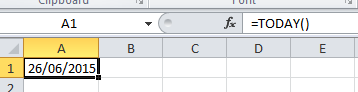 Clipboard Font
A1 fx =TODAY()
A B C D E
1 26/06/2015
2